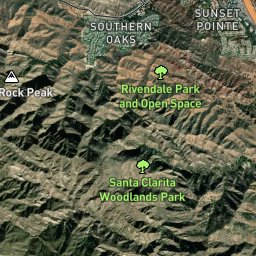 SOUTHERN
OAKS
SUNSET
POINTE
Rivendale Park
and Open Space
Rock Peak
Santa Clarita
Woodlands Park